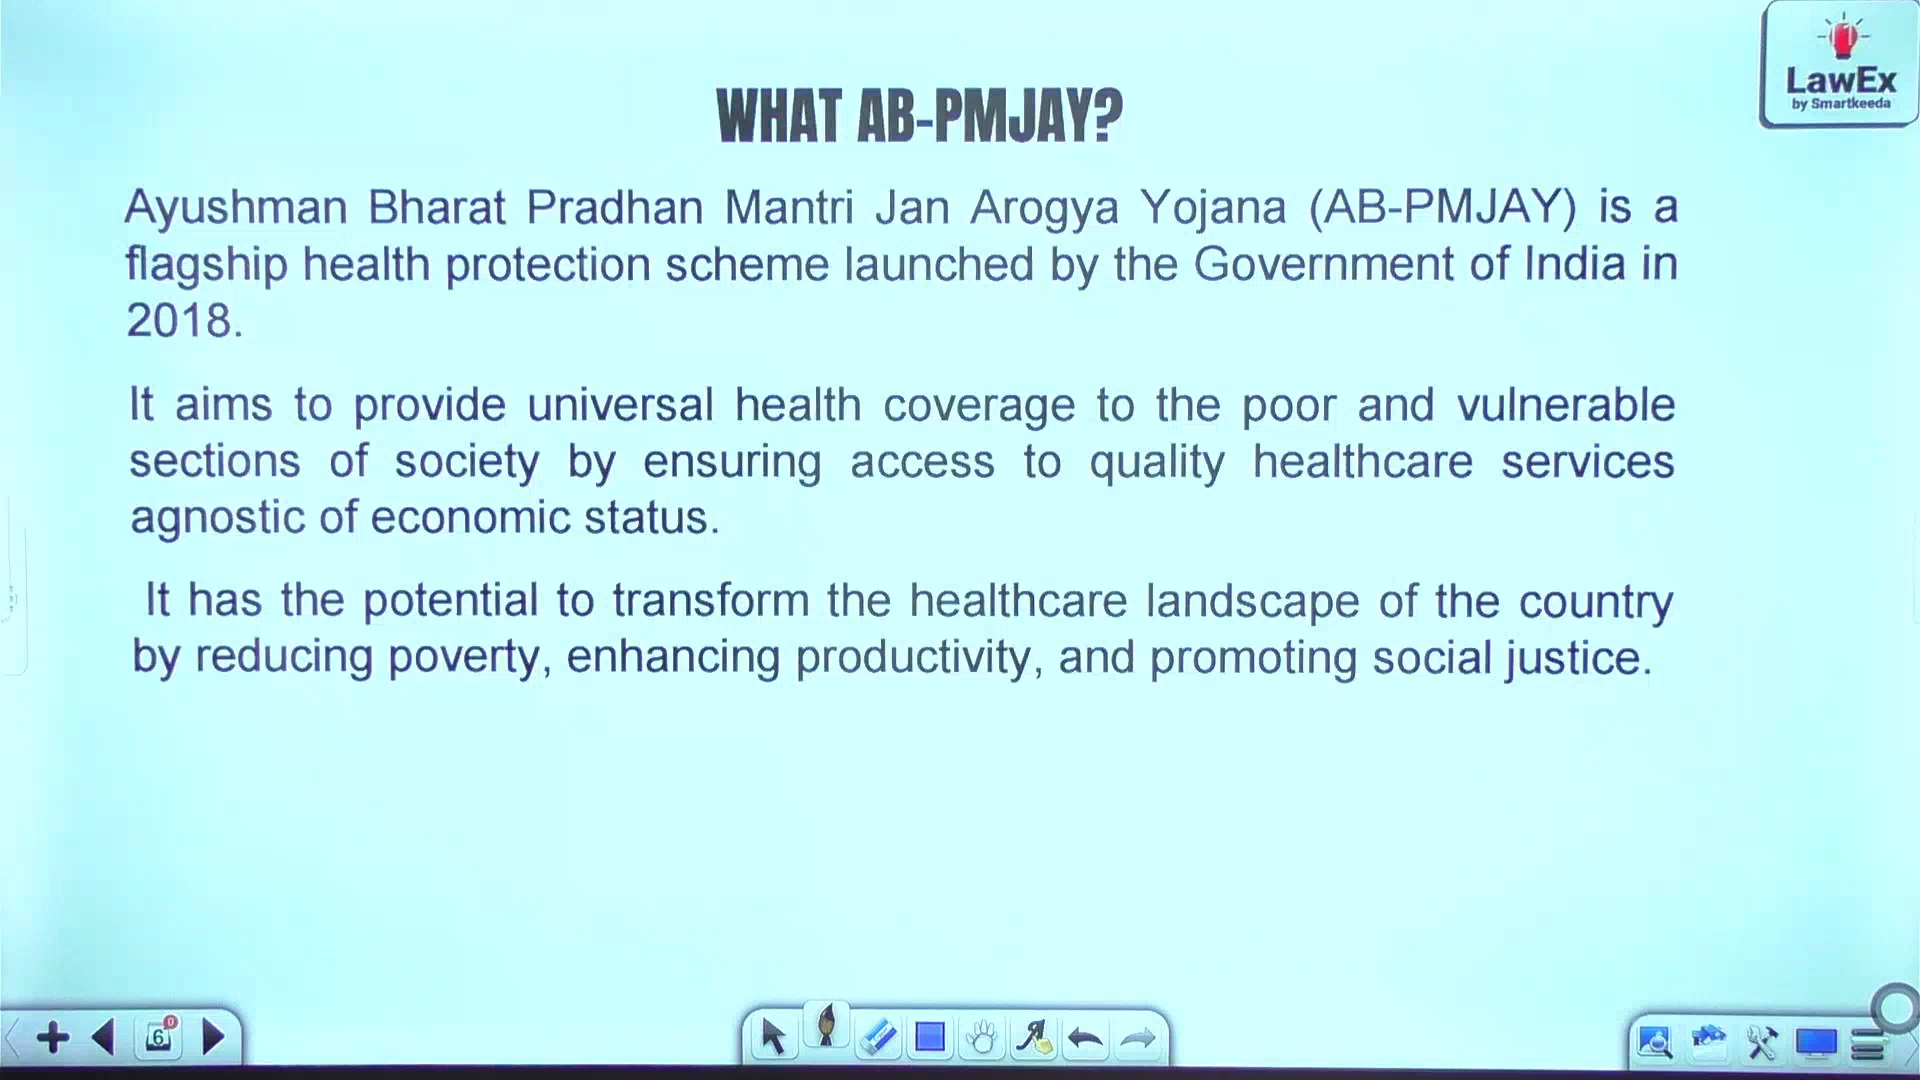 LawEx
by Smartkeeda
WHAT AB-PMJAY?
Ayushman Bharat Pradhan Mantri Jan Arogya Yojana (AB-PMJAY) is a
flagship health protection scheme launched by the Government of India in
2018.
It aims to provide universal health coverage to the poor and vulnerable
sections of society by ensuring access to quality healthcare services
agnostic of economic status.
It has the potential to transform the healthcare landscape of the country
by reducing poverty, enhancing productivity, and promoting social justice.
6
0